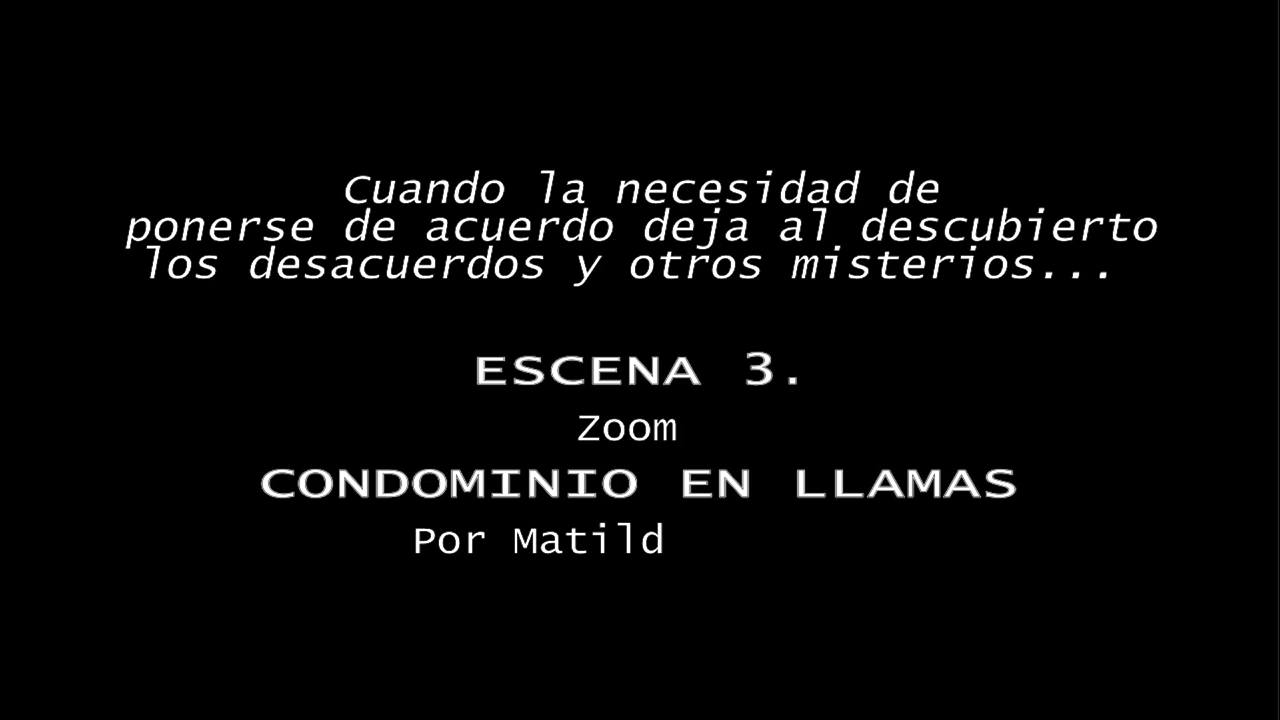 Cuando la necesidad de
ponerse de acuerdo deja al descubierto
los desacuerdos y otros misterios...
ESCENA 3.
Zoom
CONDOMINIO EN LLAMAS
Por Matild